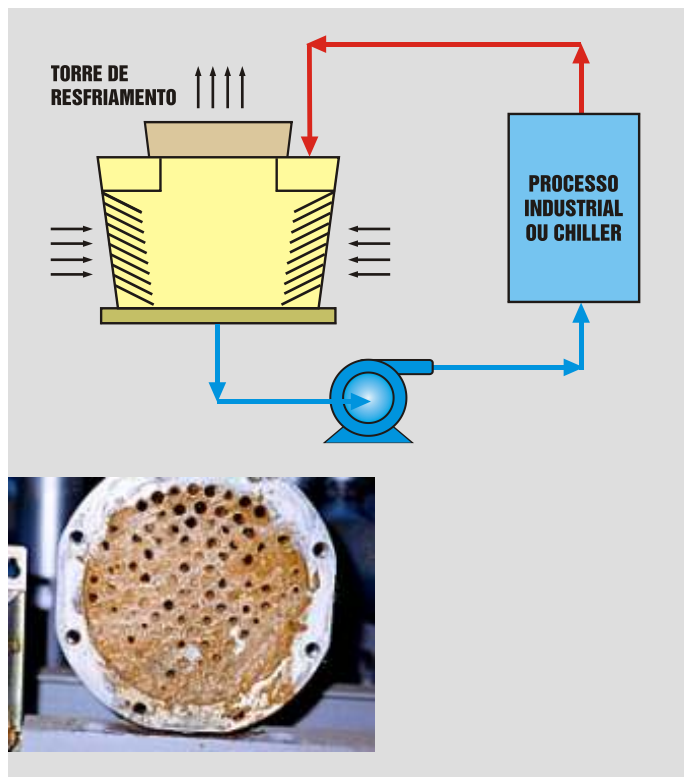 TORRE DE
RESFRIAMENTO
PROCESSO
INDUSTRIAL
OU CHILLER